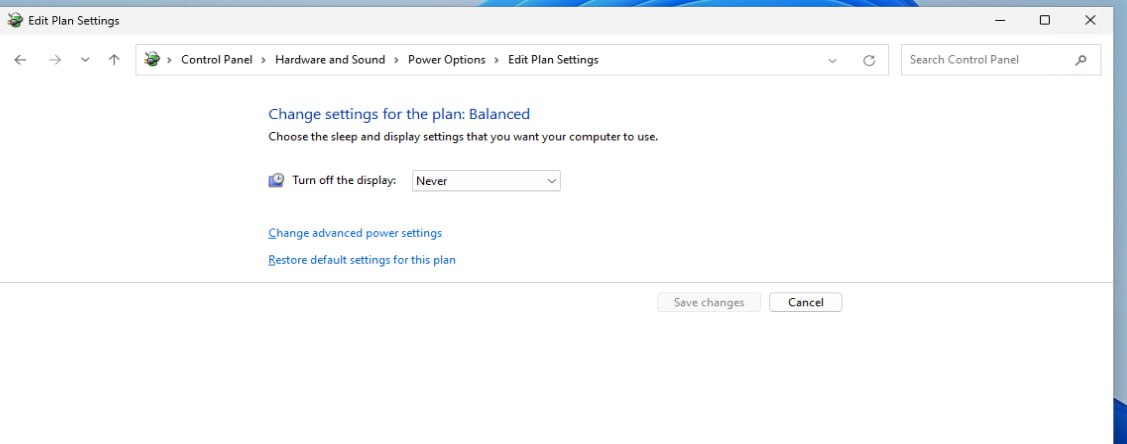 Edit Plan Settings
Control Panel > Hardware and Sound > Power Options > Edit Plan Settings
Search Control Panel
Change settings for the plan: Balanced
Choose the sleep and display settings that you want your computer to use.
Turn off the display: Never
Change advanced power settings
Restore default settings for this plan
Save changes Cancel